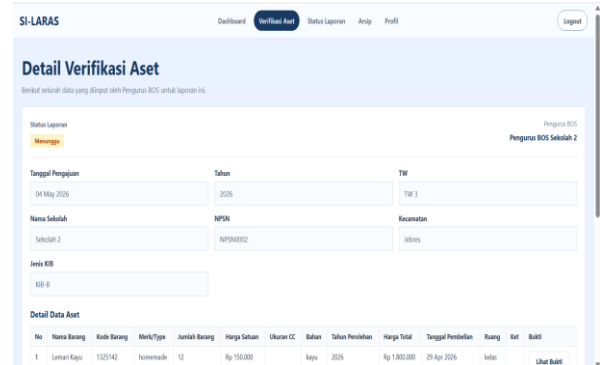 SI-LARAS Dashboard Verifikasi Aset Status Laporan Arsip Profil Logout
Detail Verifikasi Aset
Berikut seluruh data yang diinput oleh Pengurus BOS untuk laporan ini.
Status Laporan Pengurus BOS
Menunggu Pengurus BOS Sekolah 2
Tanggal Pengajuan Tahun TW
04 May 2026 2026 TW 3
Nama Sekolah NPSN Kecamatan
Sekolah 2 NPSN0002 Jebres
Jenis KIB
KIB-B
Detail Data Aset
No Nama Barang Kode Barang Merk/Type Jumlah Barang Harga Satuan Ukuran CC Bahan Tahun Perolehan Harga Total Tanggal Pembelian Ruang Ket Bukti
1 Lemari Kayu 1325142 homemade 12 Rp 150.000 kayu 2026 Rp 1.800.000 29 Apr 2026 kelas Lihat Bukti